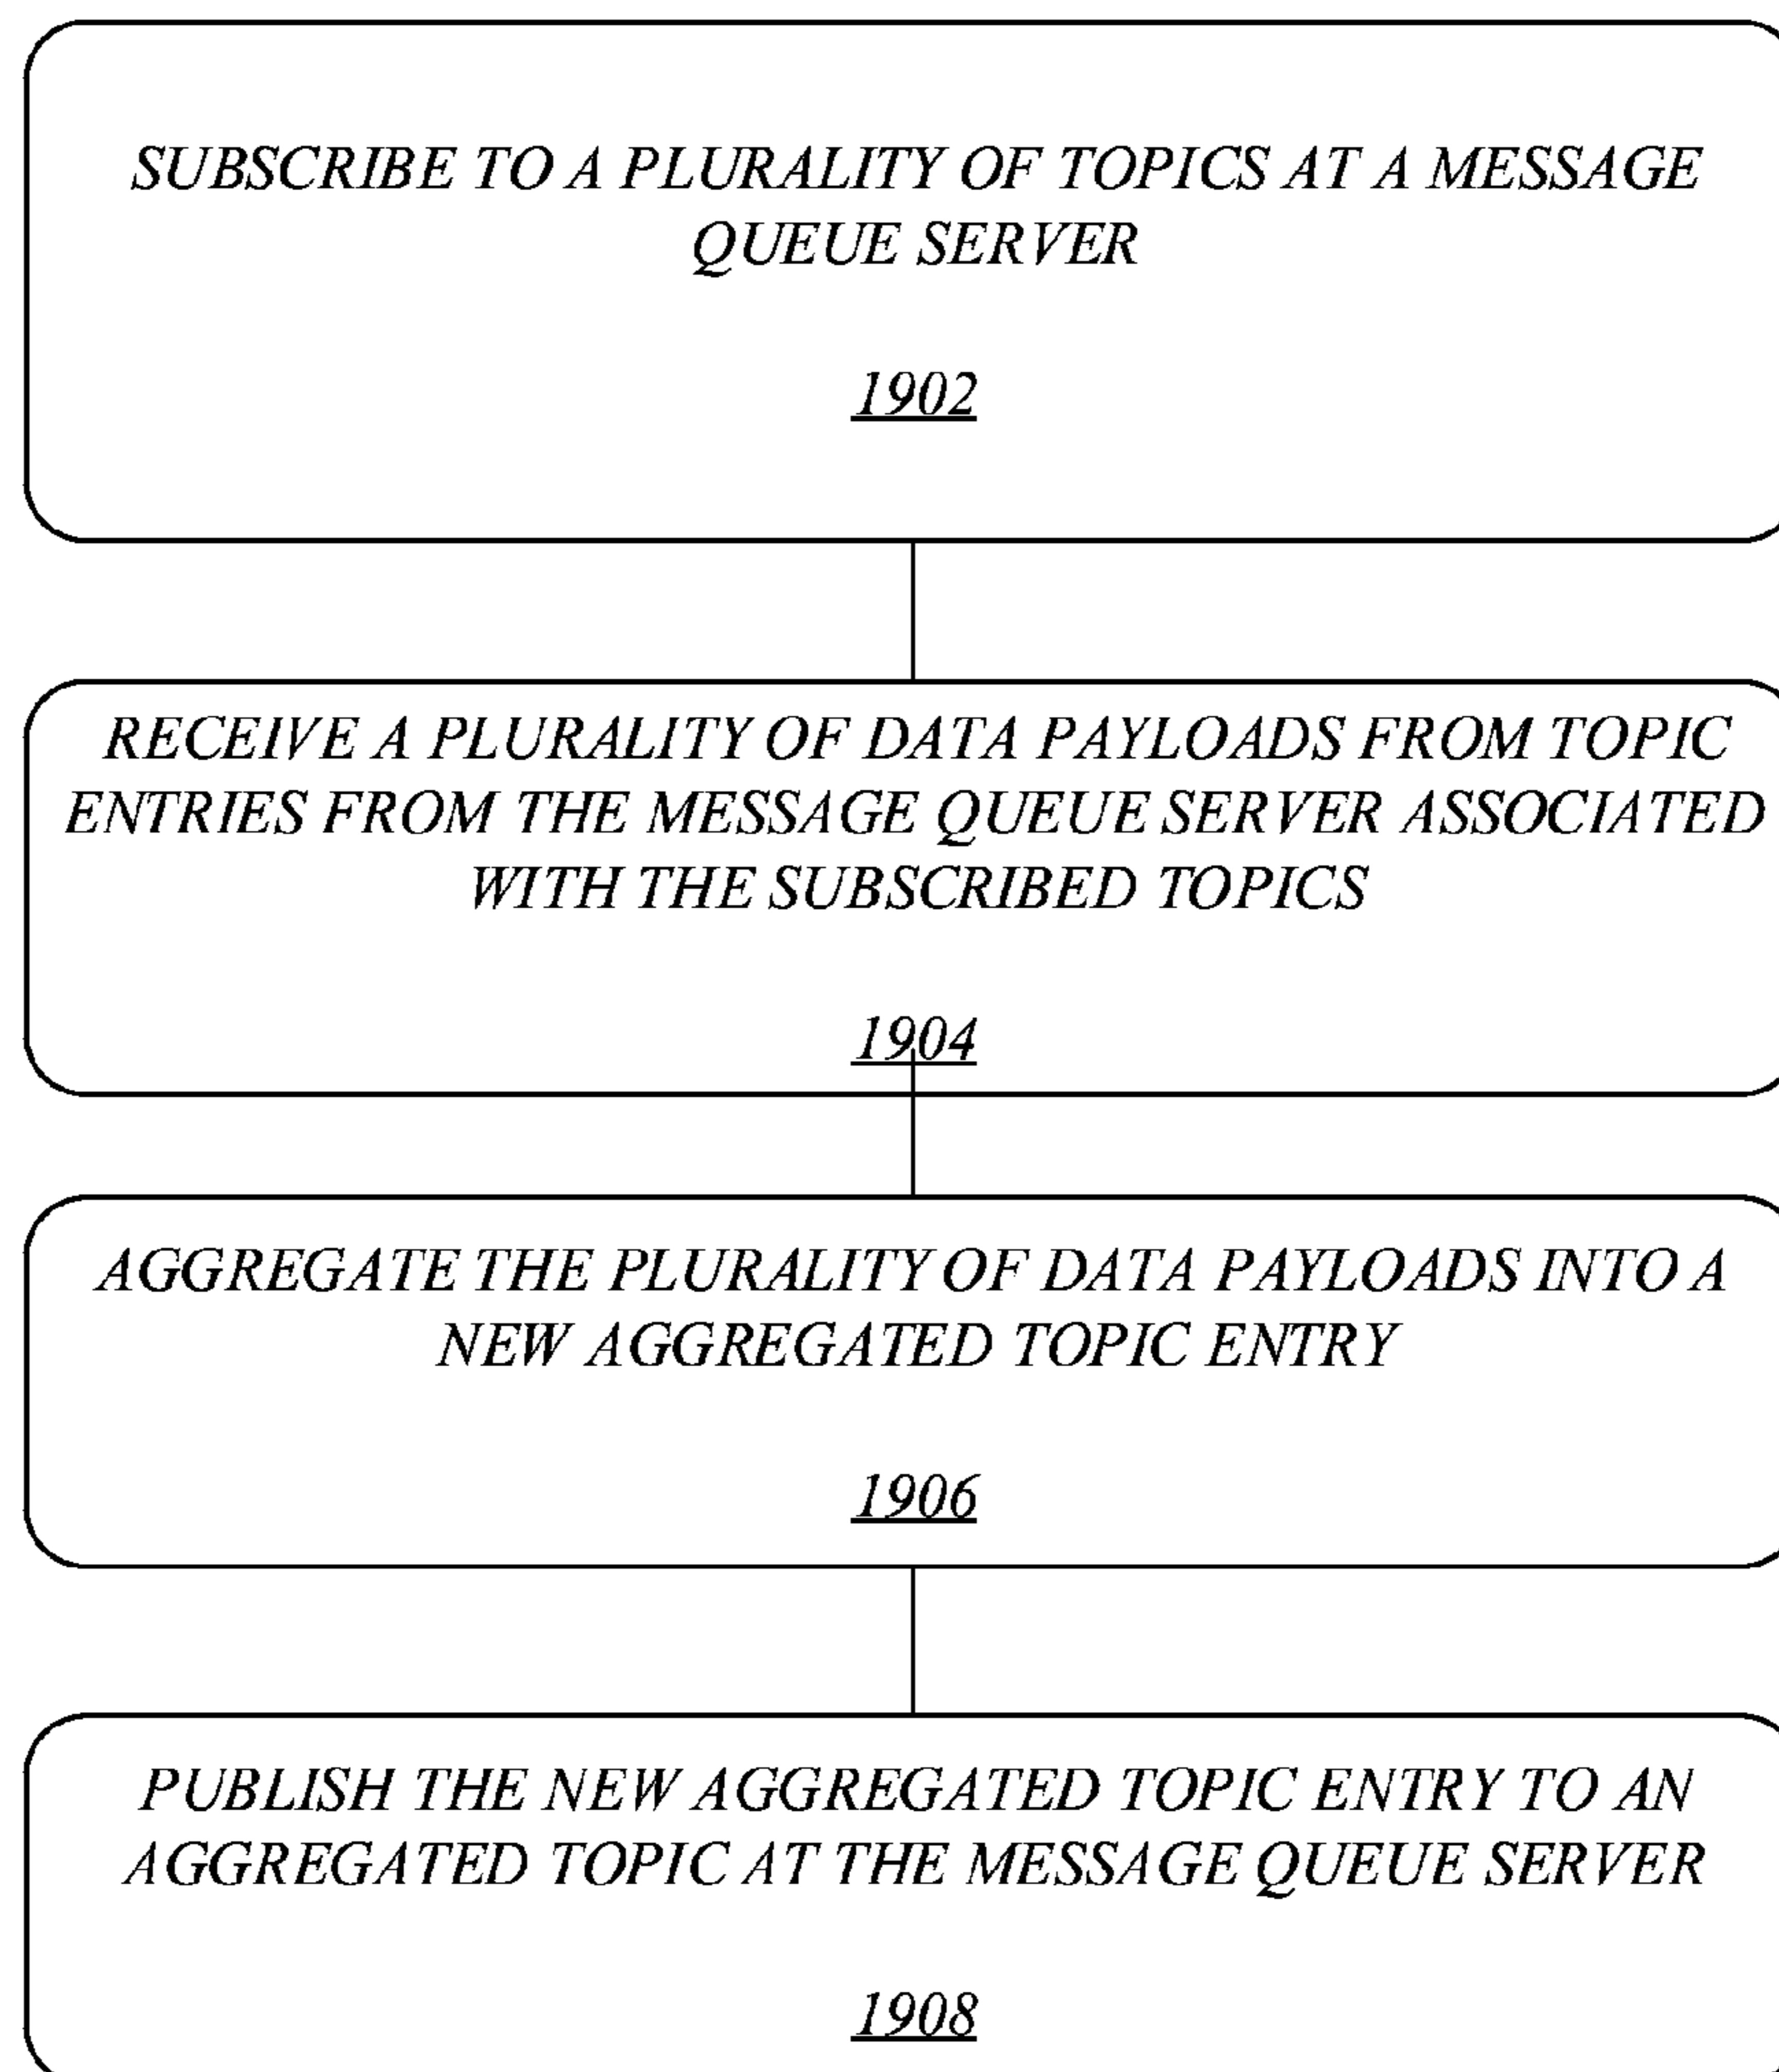 SUBSCRIBE TO A PLURALITY OF TOPICS AT A MESSAGE
QUEUE SERVER
1902
RECEIVE A PLURALITY OF DATA PAYLOADS FROM TOPIC
ENTRIES FROM THE MESSAGE QUEUE SERVER ASSOCIATED
WITH THE SUBSCRIBED TOPICS
1904
AGGREGATE THE PLURALITY OF DATA PAYLOADS INTO A
NEW AGGREGATED TOPIC ENTRY
1906
PUBLISH THE NEW AGGREGATED TOPIC ENTRY TO AN
AGGREGATED TOPIC AT THE MESSAGE QUEUE SERVER
1908